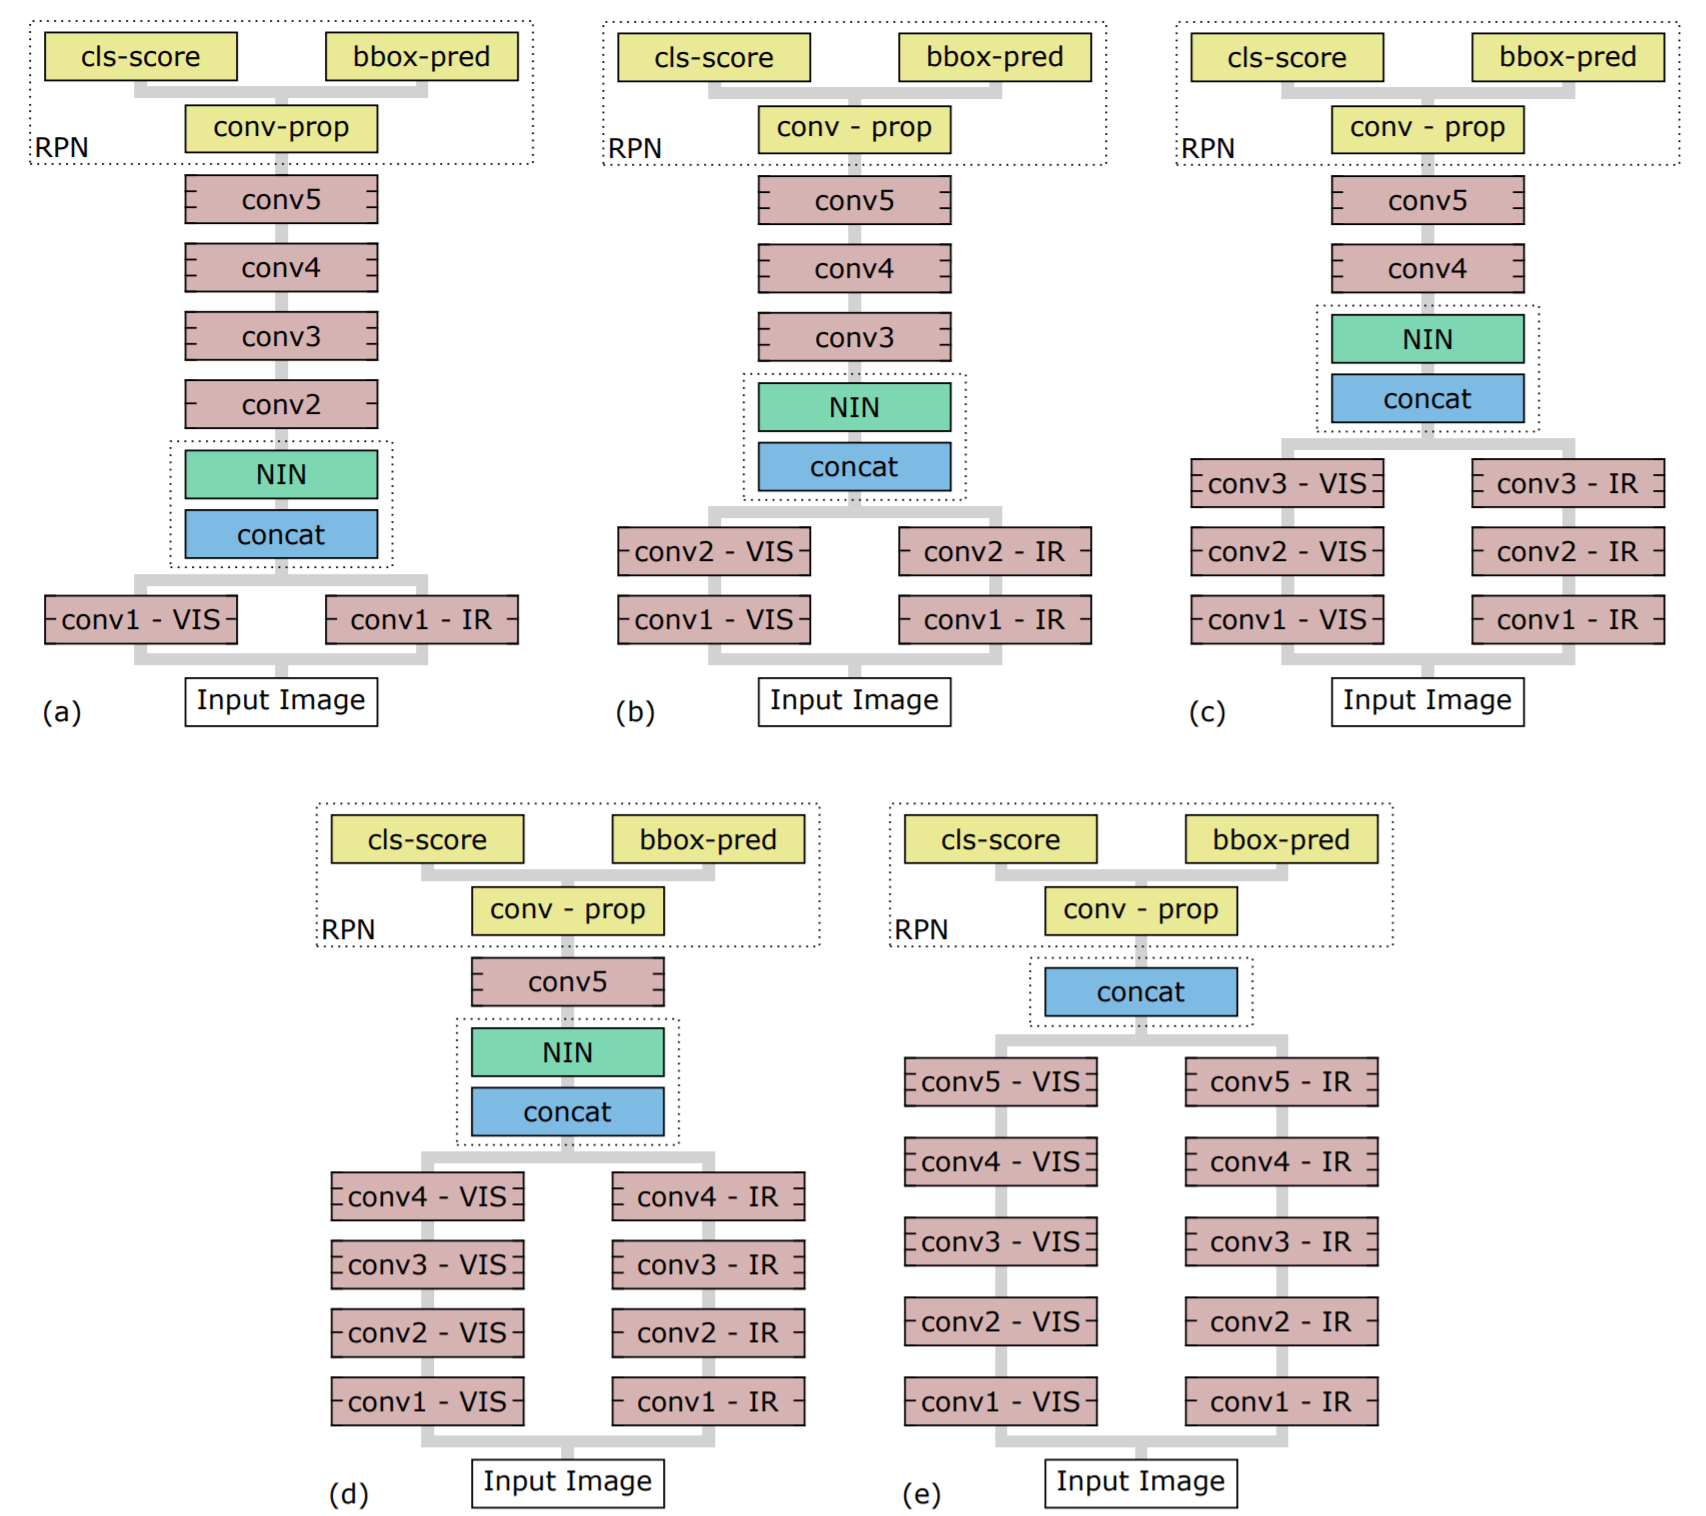 cls-score
bbox-pred
conv-prop
RPN
conv5
conv4
conv3
conv2
NIN
concat
conv1 - VIS
conv1 - IR
Input Image
(a)
cls-score
bbox-pred
conv - prop
RPN
conv5
conv4
conv3
NIN
concat
conv2 - VIS
conv2 - IR
conv1 - VIS
conv1 - IR
Input Image
(b)
cls-score
bbox-pred
conv - prop
RPN
conv5
conv4
NIN
concat
conv3 - VIS
conv3 - IR
conv2 - VIS
conv2 - IR
conv1 - VIS
conv1 - IR
Input Image
(c)
cls-score
bbox-pred
conv - prop
RPN
conv5
NIN
concat
conv4 - VIS
conv4 - IR
conv3 - VIS
conv3 - IR
conv2 - VIS
conv2 - IR
conv1 - VIS
conv1 - IR
Input Image
(d)
cls-score
bbox-pred
conv - prop
RPN
concat
conv5 - VIS
conv5 - IR
conv4 - VIS
conv4 - IR
conv3 - VIS
conv3 - IR
conv2 - VIS
conv2 - IR
conv1 - VIS
conv1 - IR
Input Image
(e)